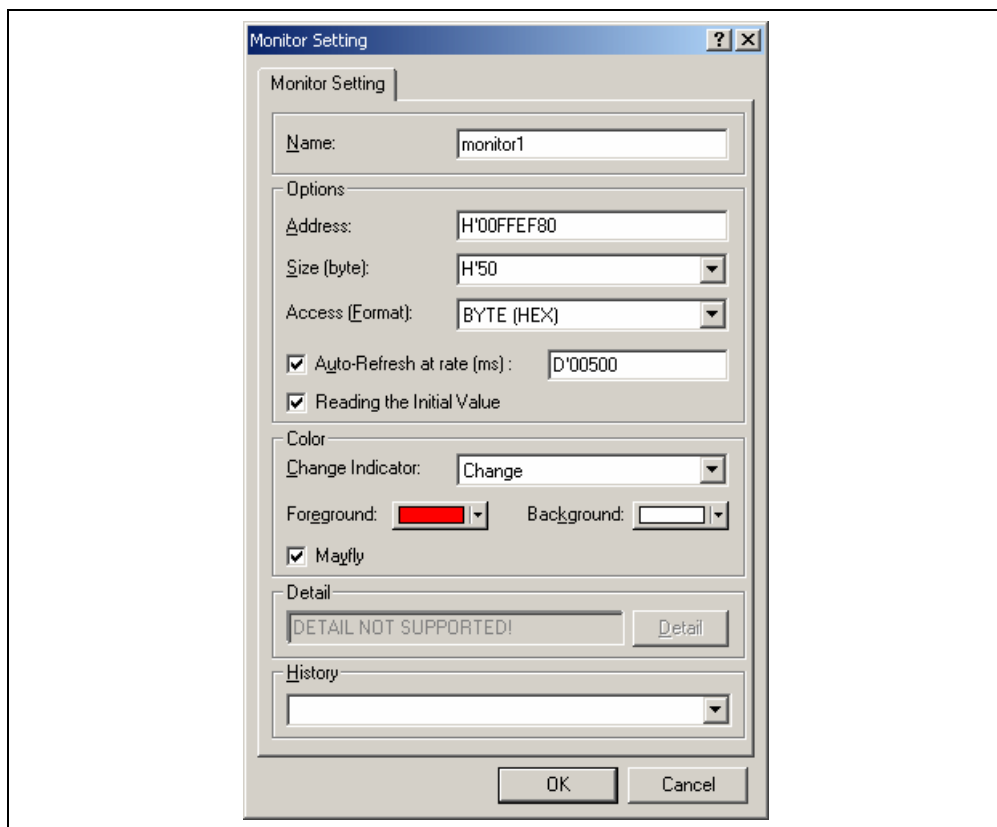 Monitor Setting
Monitor Setting
Name: monitor1
Options
Address: H'00FFEF80
Size (byte): H'50
Access (Format): BYTE (HEX)
Auto-Refresh at rate (ms) : D'00500
Reading the Initial Value
Color
Change Indicator: Change
Foreground: Background:
Mayfly
Detail
DETAIL NOT SUPPORTED! Detail
History
OK Cancel